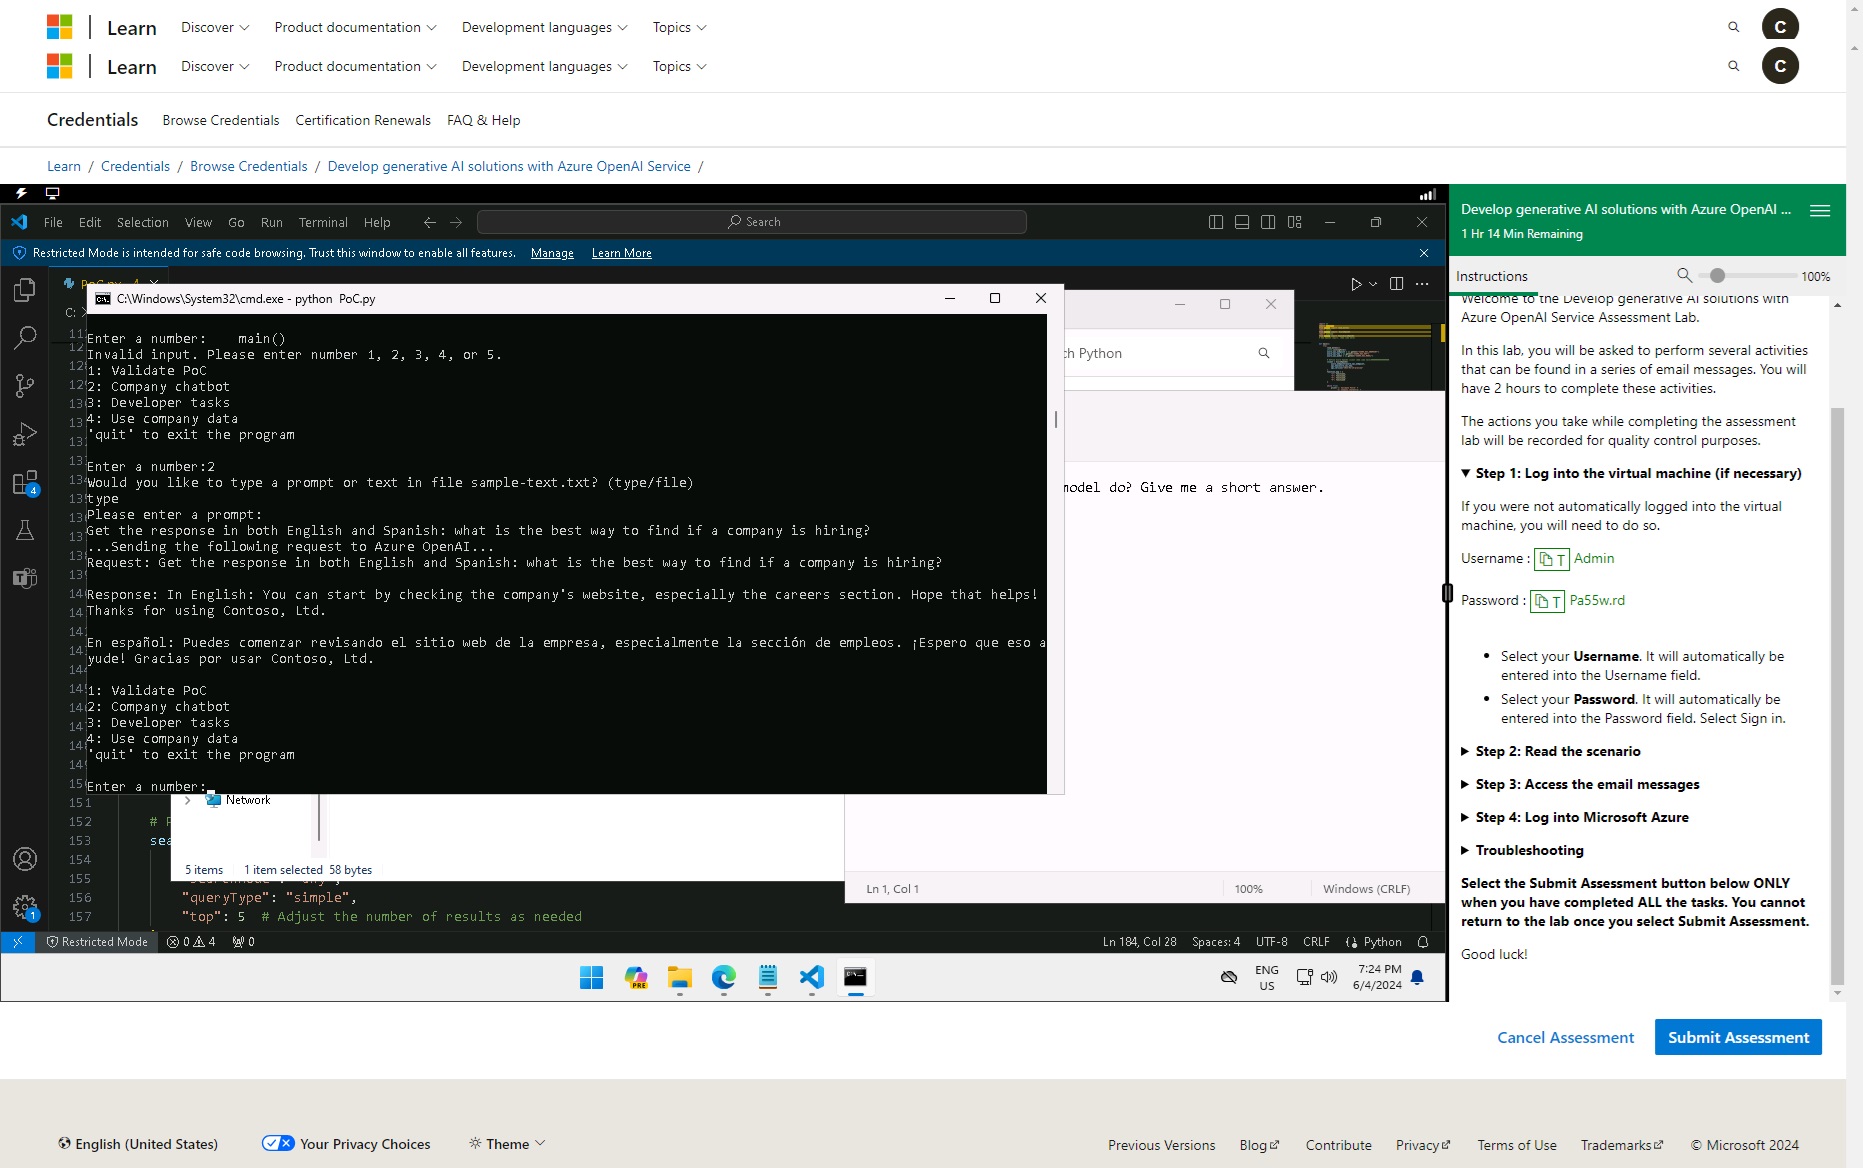 Learn Discover Product documentation Development languages Topics C
Learn Discover Product documentation Development languages Topics C
Credentials Browse Credentials Certification Renewals FAQ & Help
Learn / Credentials / Browse Credentials / Develop generative AI solutions with Azure OpenAI Service /
File Edit Selection View Go Run Terminal Help Search
Restricted Mode is intended for safe code browsing. Trust this window to enable all features. Manage Learn More
C:\Windows\System32\cmd.exe - python PoC.py
Enter a number: main()
Invalid input. Please enter number 1, 2, 3, 4, or 5.
1: Validate PoC
2: Company chatbot
3: Developer tasks
4: Use company data
'quit' to exit the program
Enter a number:2
Would you like to type a prompt or text in file sample-text.txt? (type/file)
type
Please enter a prompt:
Get the response in both English and Spanish: what is the best way to find if a company is hiring?
...Sending the following request to Azure OpenAI...
Request: Get the response in both English and Spanish: what is the best way to find if a company is hiring?
Response: In English: You can start by checking the company's website, especially the careers section. Hope that helps!
Thanks for using Contoso, Ltd.
En español: Puedes comenzar revisando el sitio web de la empresa, especialmente la sección de empleos. ¡Espero que eso a
yude! Gracias por usar Contoso, Ltd.
1: Validate PoC
2: Company chatbot
3: Developer tasks
4: Use company data
'quit' to exit the program
Enter a number:
Python
model do? Give me a short answer.
Network
5 items 1 item selected 58 bytes
Ln 1, Col 1 100% Windows (CRLF)
151
152 #
153
154
155
156 "queryType": "simple",
157 "top": 5 # Adjust the number of results as needed
Restricted Mode 0 4 0 Ln 184, Col 28 Spaces: 4 UTF-8 CRLF Python
4
1
PRE
ENG
US
7:24 PM
6/4/2024
Develop generative AI solutions with Azure OpenAI ...
1 Hr 14 Min Remaining
Instructions 100%
Welcome to the Develop generative AI solutions with
Azure OpenAI Service Assessment Lab.
In this lab, you will be asked to perform several activities
that can be found in a series of email messages. You will
have 2 hours to complete these activities.
The actions you take while completing the assessment
lab will be recorded for quality control purposes.
Step 1: Log into the virtual machine (if necessary)
If you were not automatically logged into the virtual
machine, you will need to do so.
Username : T Admin
Password : T Pa55w.rd
• Select your Username. It will automatically be
entered into the Username field.
• Select your Password. It will automatically be
entered into the Password field. Select Sign in.
Step 2: Read the scenario
Step 3: Access the email messages
Step 4: Log into Microsoft Azure
Troubleshooting
Select the Submit Assessment button below ONLY
when you have completed ALL the tasks. You cannot
return to the lab once you select Submit Assessment.
Good luck!
Cancel Assessment Submit Assessment
English (United States) Your Privacy Choices Theme
Previous Versions Blog Contribute Privacy Terms of Use Trademarks © Microsoft 2024